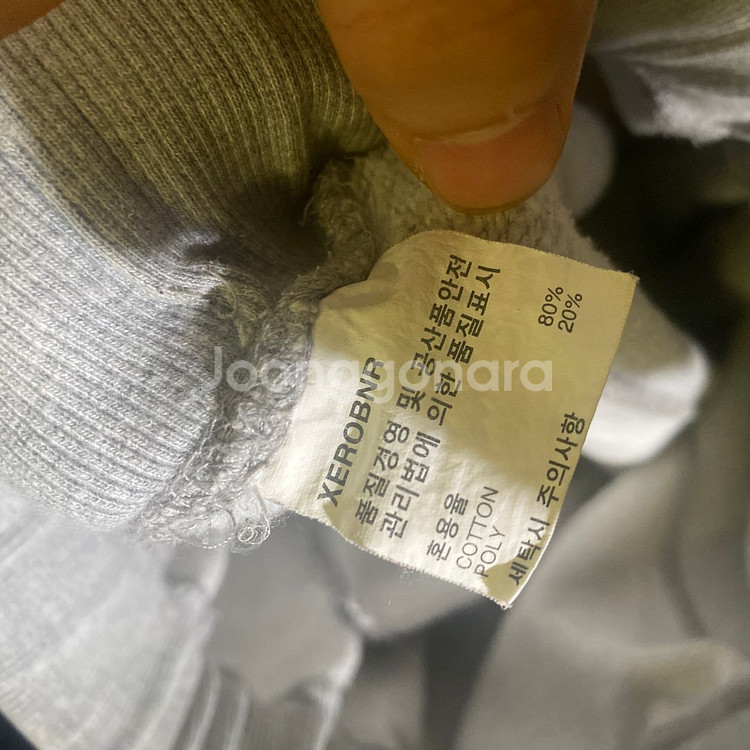 XEROBNR
품질경영 및 공산품안전
관리법에 의한 품질표시
혼용율
COTTON 80%
POLY 20%
세탁시 주의사항
Joonggonara